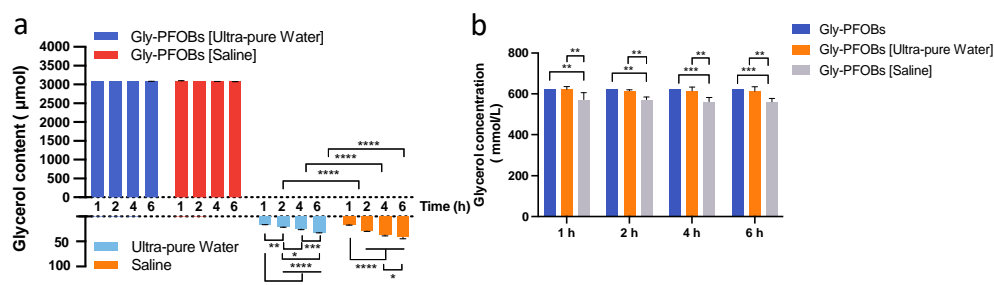 a
Gly-PFOBs [Ultra-pure Water]
Gly-PFOBs [Saline]
Glycerol content ( μmol)
4000
3500
3000
2500
2000
1500
1000
500
0
****
****
****
1 2 4 6 1 2 4 6 1 2 4 6 1 2 4 6 Time (h)
50
100
Ultra-pure Water
Saline
** ***
*
****
****
*
b
Gly-PFOBs
Gly-PFOBs [Ultra-pure Water]
Gly-PFOBs [Saline]
Glycerol concentration
( mmol/L)
800
600
400
200
0
** ** ** **
** ** *** ***
1 h 2 h 4 h 6 h